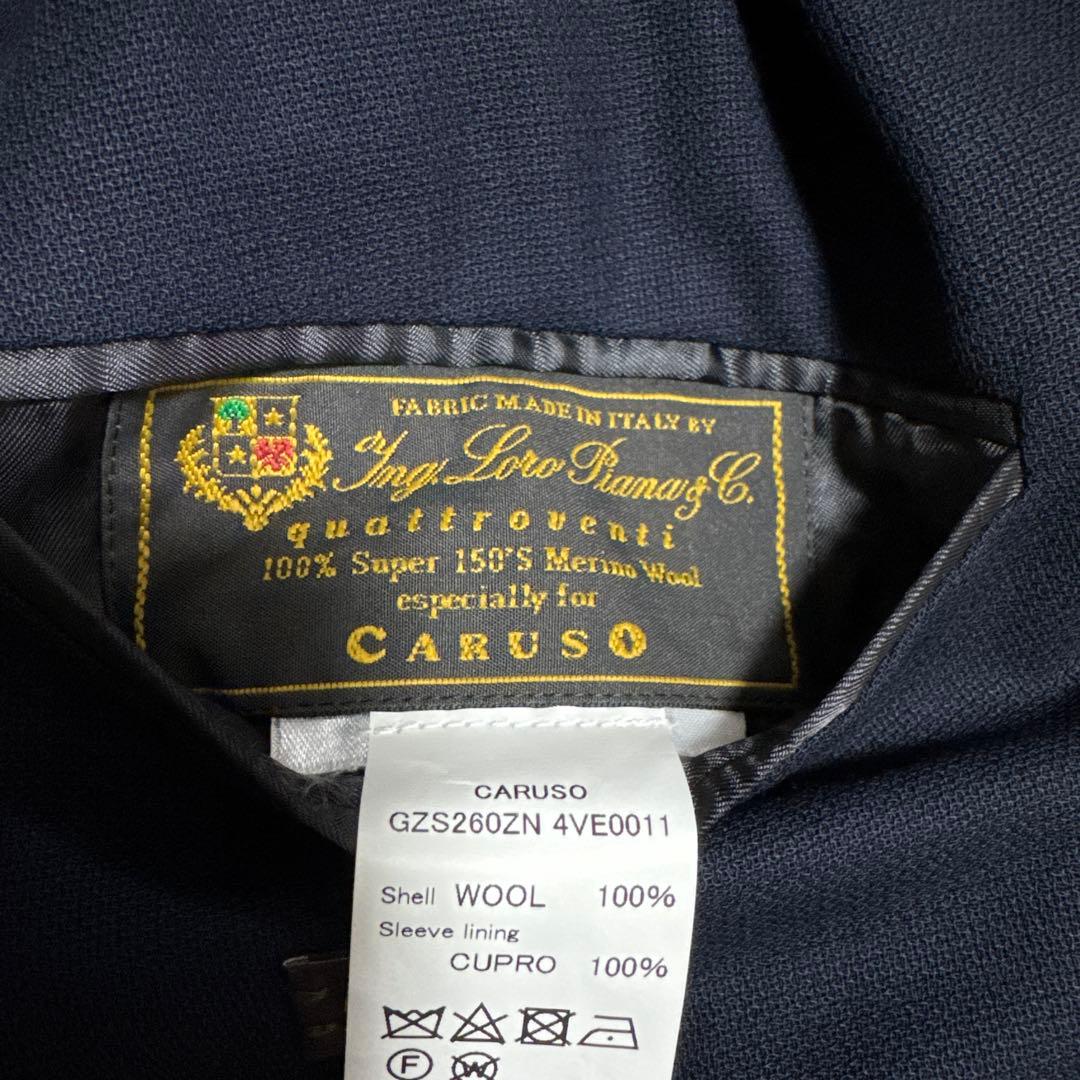 FABRIC MADE IN ITALY BY
Ing. Loro Piana & C.
quattroventi
100% Super 150'S Merino Wool
especially for
CARUSO
CARUSO
GZS260ZN 4VE0011
Shell WOOL 100%
Sleeve lining
CUPRO 100%
F W